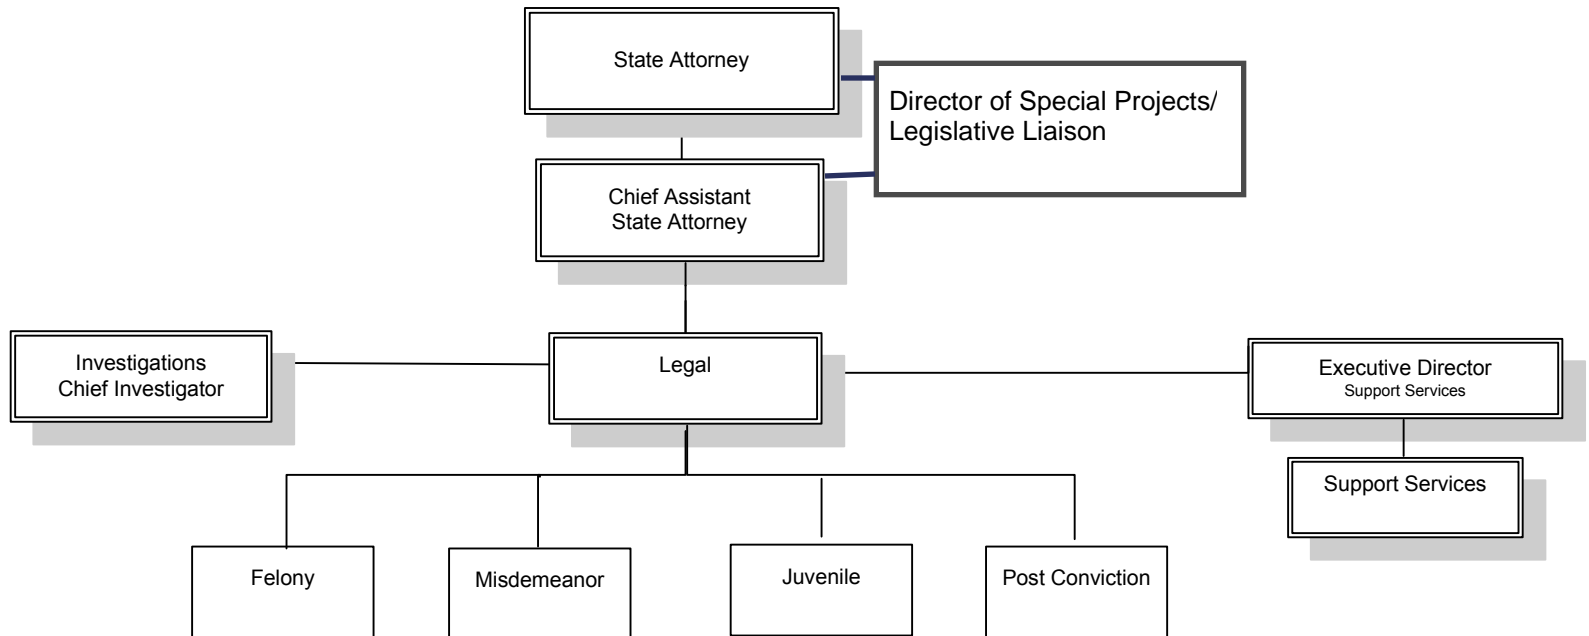 State Attorney
Director of Special Projects/
Legislative Liaison
Chief Assistant
State Attorney
Investigations
Chief Investigator
Legal
Executive Director
Support Services
Support Services
Felony
Misdemeanor
Juvenile
Post Conviction